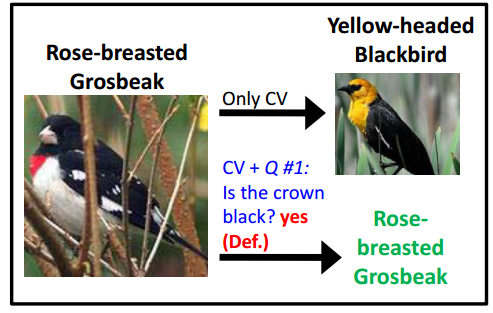 Rose-breasted
Grosbeak
Only CV
Yellow-headed
Blackbird
CV + Q #1:
Is the crown
black? yes
(Def.)
Rose-
breasted
Grosbeak